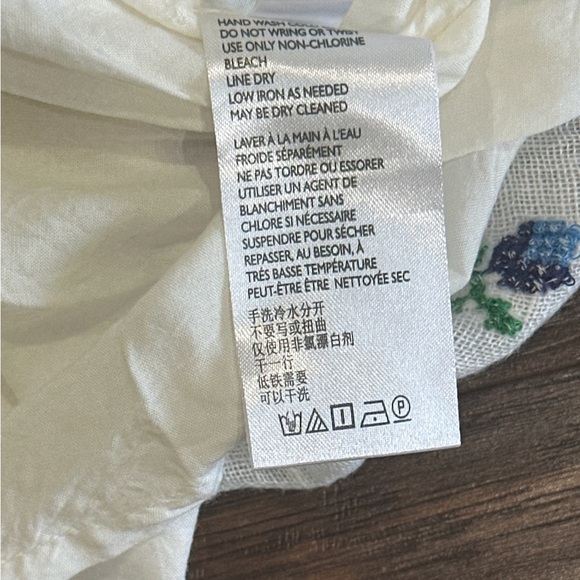 HAND WASH COLD
DO NOT WRING OR TWIST
USE ONLY NON-CHLORINE
BLEACH
LINE DRY
LOW IRON AS NEEDED
MAY BE DRY CLEANED
LAVER À LA MAIN À L'EAU
FROIDE SÉPARÉMENT
NE PAS TORDRE OU ESSORER
UTILISER UN AGENT DE
BLANCHIMENT SANS
CHLORE SI NÉCESSAIRE
SUSPENDRE POUR SÉCHER
REPASSER, AU BESOIN, À
TRÉS BASSE TEMPÉRATURE
PEUT-ÊTRE ÊTRE NETTOYÉE SEC
手洗冷水分开
不要写或扭曲
仅使用非氯漂白剂
干一行
低铁需要
可以干洗
P